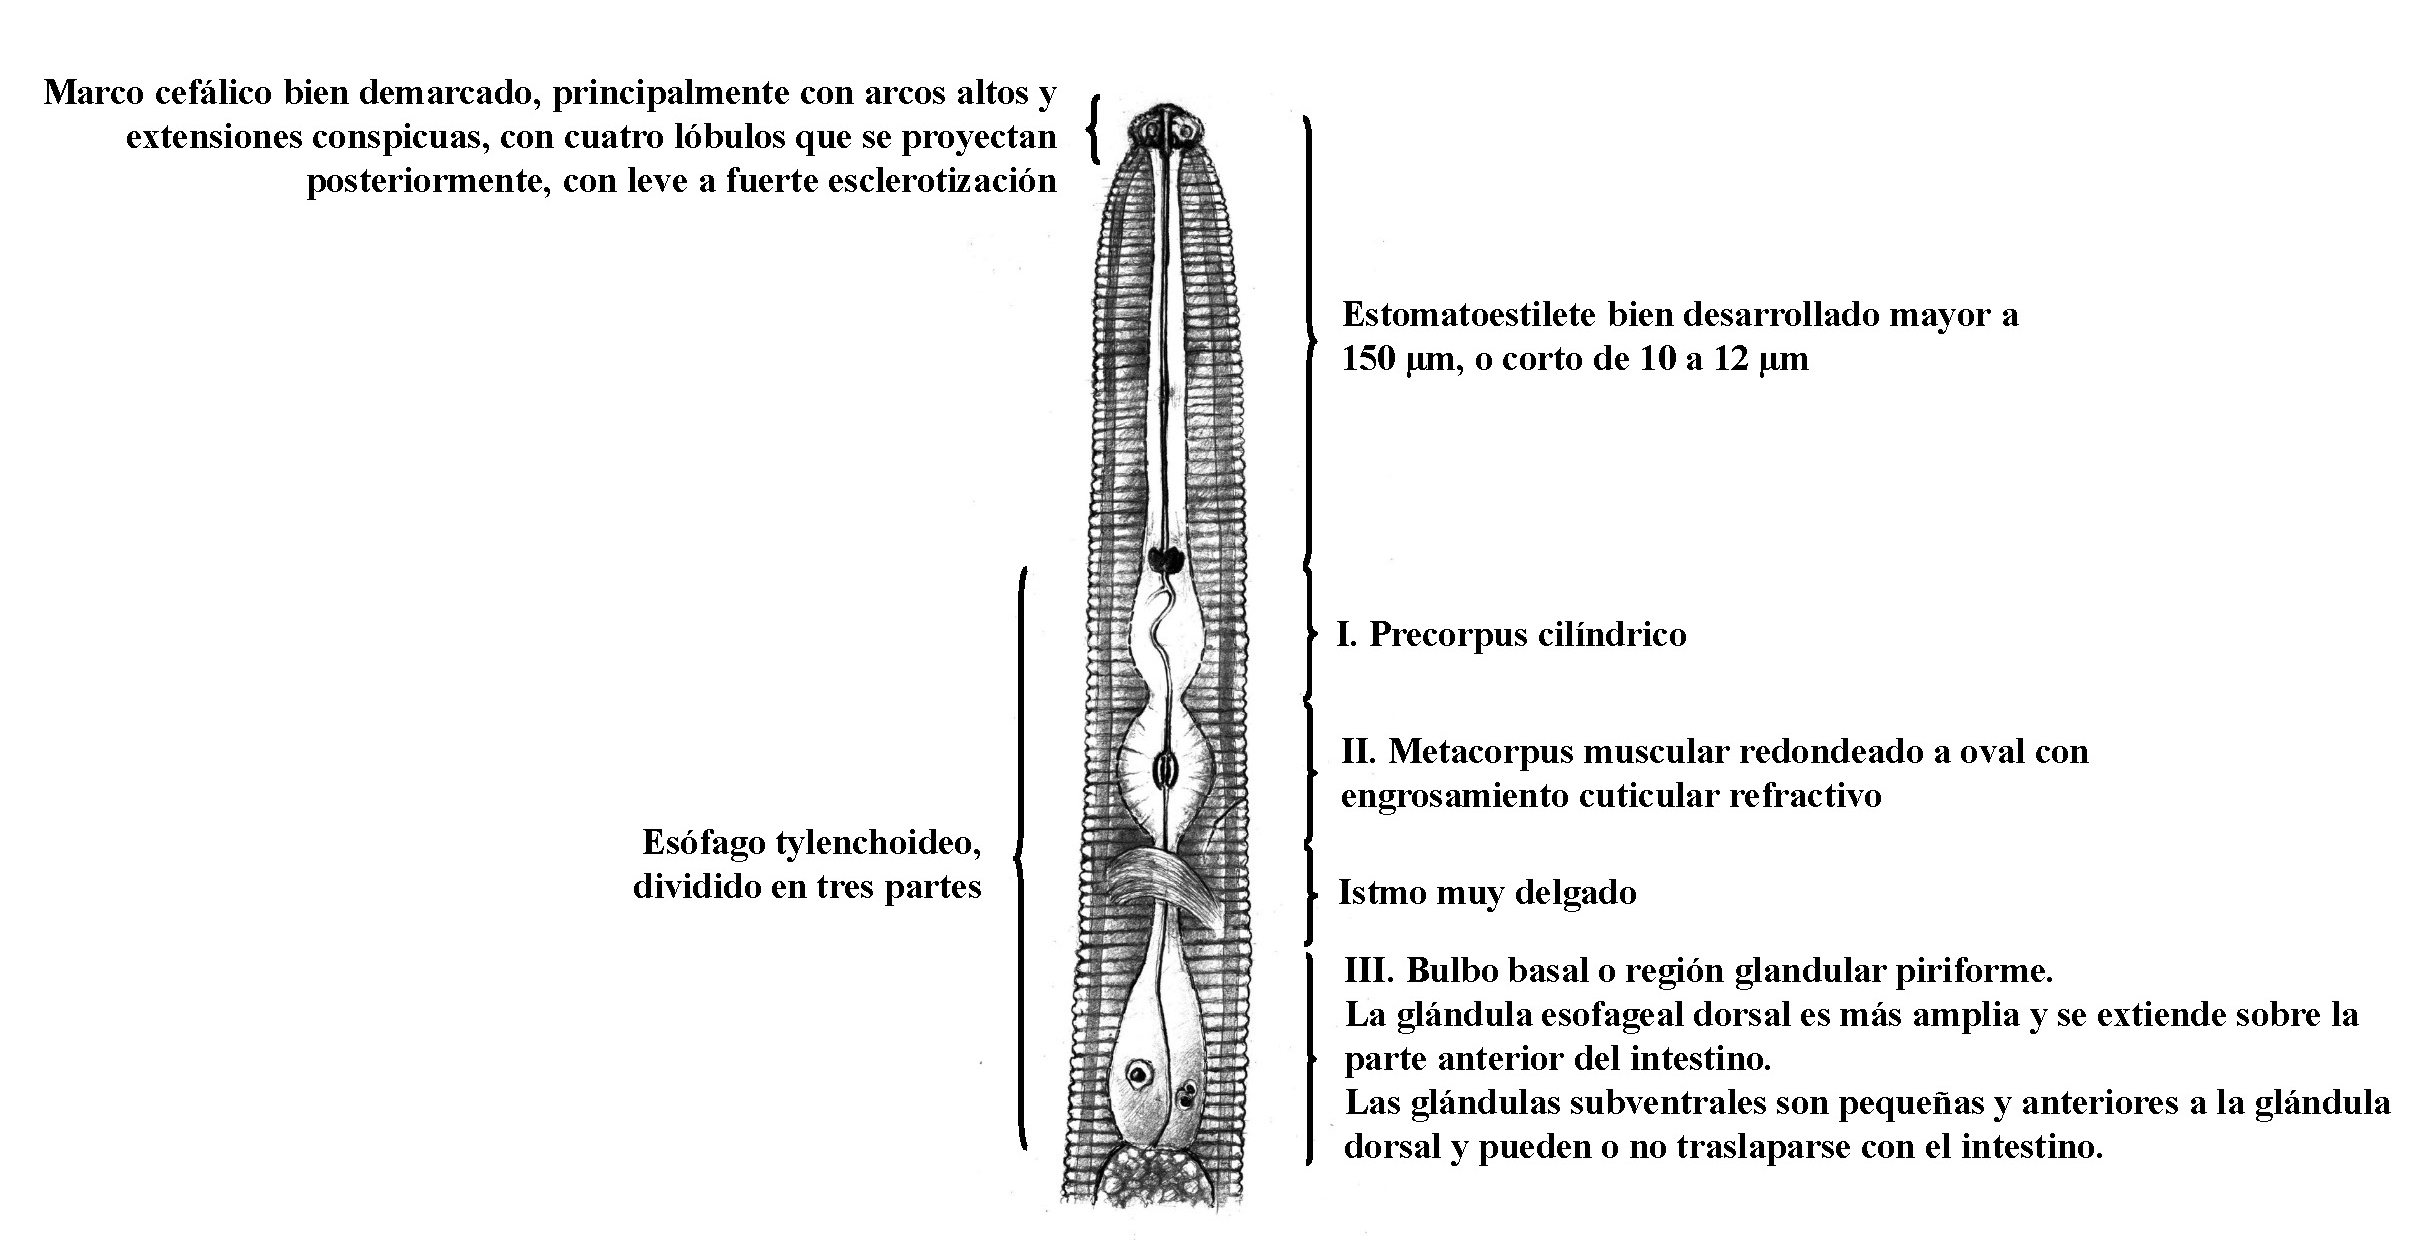 Marco cefálico bien demarcado, principalmente con arcos altos y
extensiones conspicuas, con cuatro lóbulos que se proyectan
posteriormente, con leve a fuerte esclerotización
Estomatoestilete bien desarrollado mayor a
150 µm, o corto de 10 a 12 µm
I. Precorpus cilíndrico
II. Metacorpus muscular redondeado a oval con
engrosamiento cuticular refractivo
Esófago tylenchoideo,
dividido en tres partes
Istmo muy delgado
III. Bulbo basal o región glandular piriforme.
La glándula esofageal dorsal es más amplia y se extiende sobre la
parte anterior del intestino.
Las glándulas subventrales son pequeñas y anteriores a la glándula
dorsal y pueden o no traslaparse con el intestino.